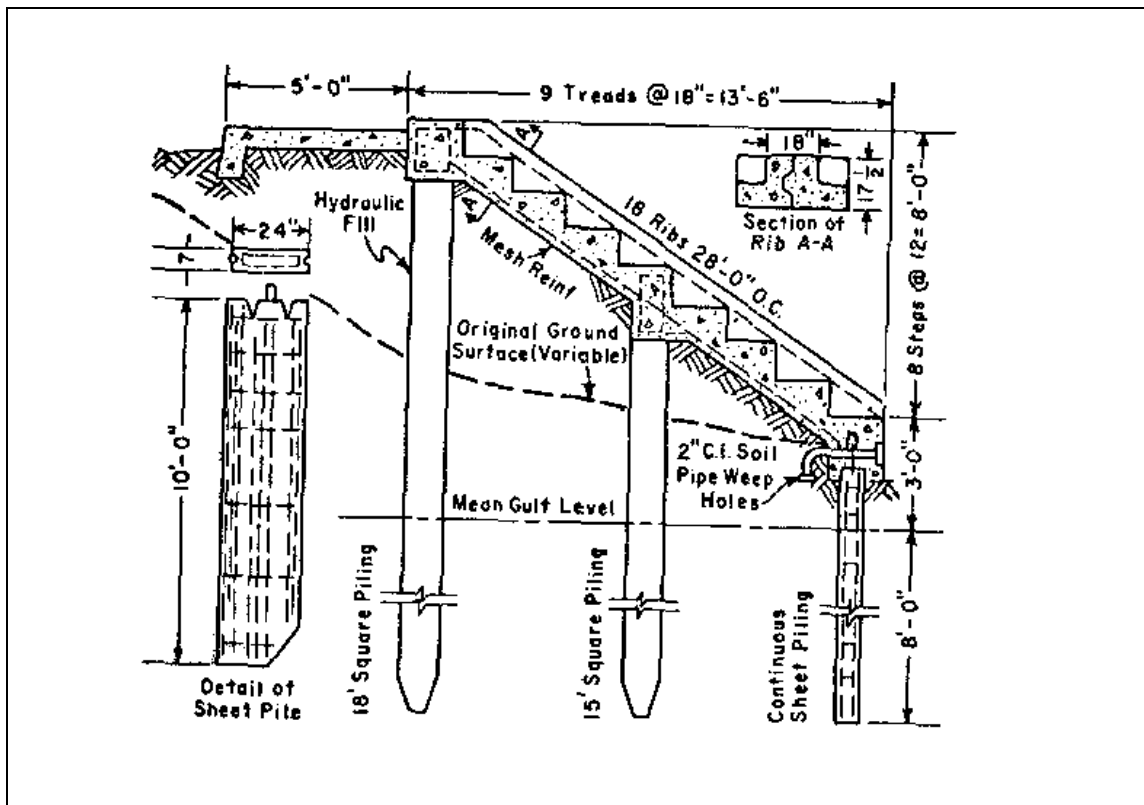 5'-0"
9 Treads @ 18"=13'-6"
A
18"
17 1/2
Section of
Rib A-A
Hydraulic
Fill
24"
7"
A
Mesh Reinf
18 Ribs 28'-0" O.C.
8 Steps @ 12=8'-0"
Original Ground
Surface (Variable)
10'-0"
2" C.I. Soil
Pipe Weep
Holes
3'-0"
Mean Gulf Level
18' Square Piling
15' Square Piling
Continuous
Sheet Piling
8'-0"
Detail of
Sheet Pile